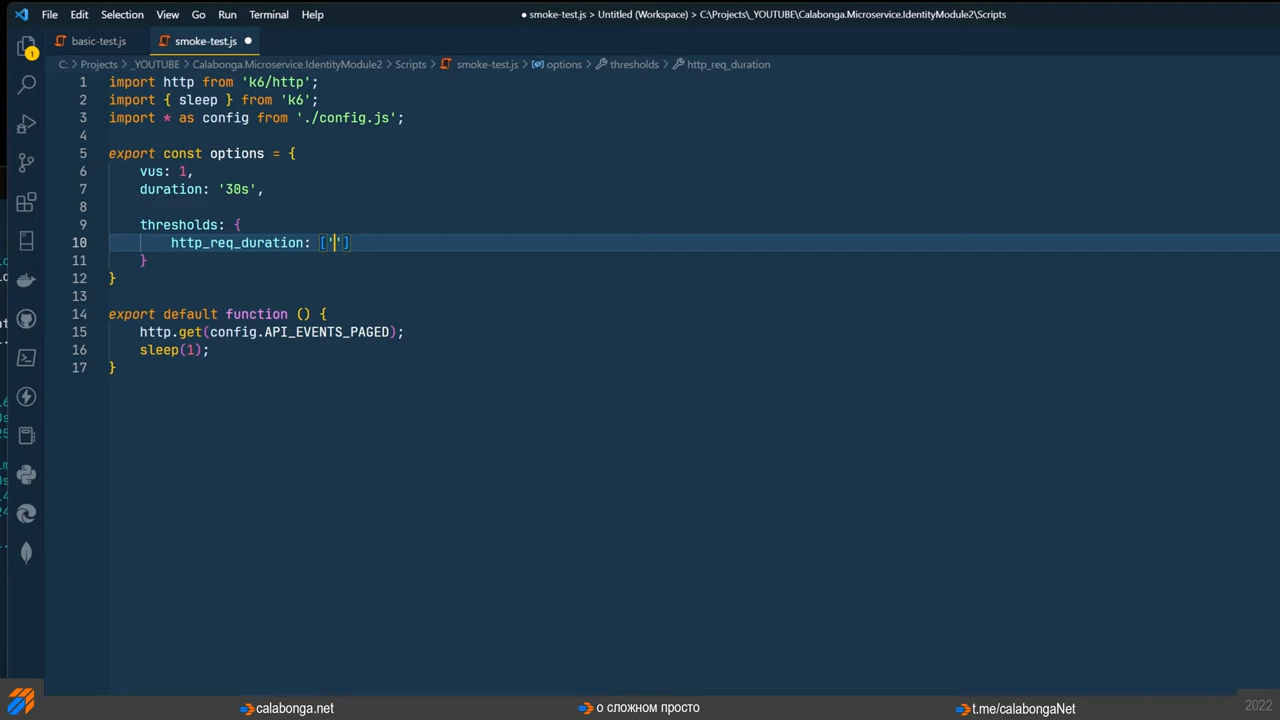 File Edit Selection View Go Run Terminal Help
● smoke-test.js > Untitled (Workspace) > C:\Projects\_YOUTUBE\Calabonga.Microservice.IdentityModule2\Scripts
basic-test.js smoke-test.js ●
C: > Projects > _YOUTUBE > Calabonga.Microservice.IdentityModule2 > Scripts > smoke-test.js > options > thresholds > http_req_duration
1 import http from 'k6/http';
2 import { sleep } from 'k6';
3 import * as config from './config.js';
4
5 export const options = {
6 vus: 1,
7 duration: '30s',
8
9 thresholds: {
10 http_req_duration: ['']
11 }
12 }
13
14 export default function () {
15 http.get(config.API_EVENTS_PAGED);
16 sleep(1);
17 }
1
calabonga.net
о сложном просто
t.me/calabongaNet
2022